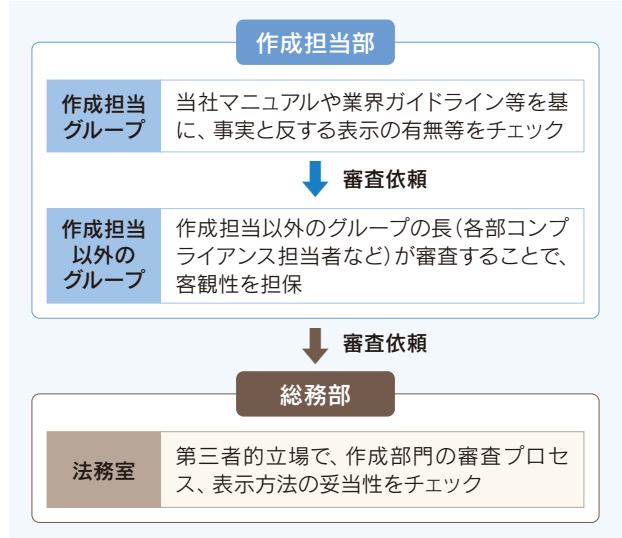 作成担当部
作成担当
グループ
当社マニュアルや業界ガイドライン等を基
に、事実と反する表示の有無等をチェック
審査依頼
作成担当
以外の
グループ
作成担当以外のグループの長（各部コンプ
ライアンス担当者など）が審査することで、
客観性を担保
審査依頼
総務部
法務室
第三者的立場で、作成部門の審査プロセ
ス、表示方法の妥当性をチェック